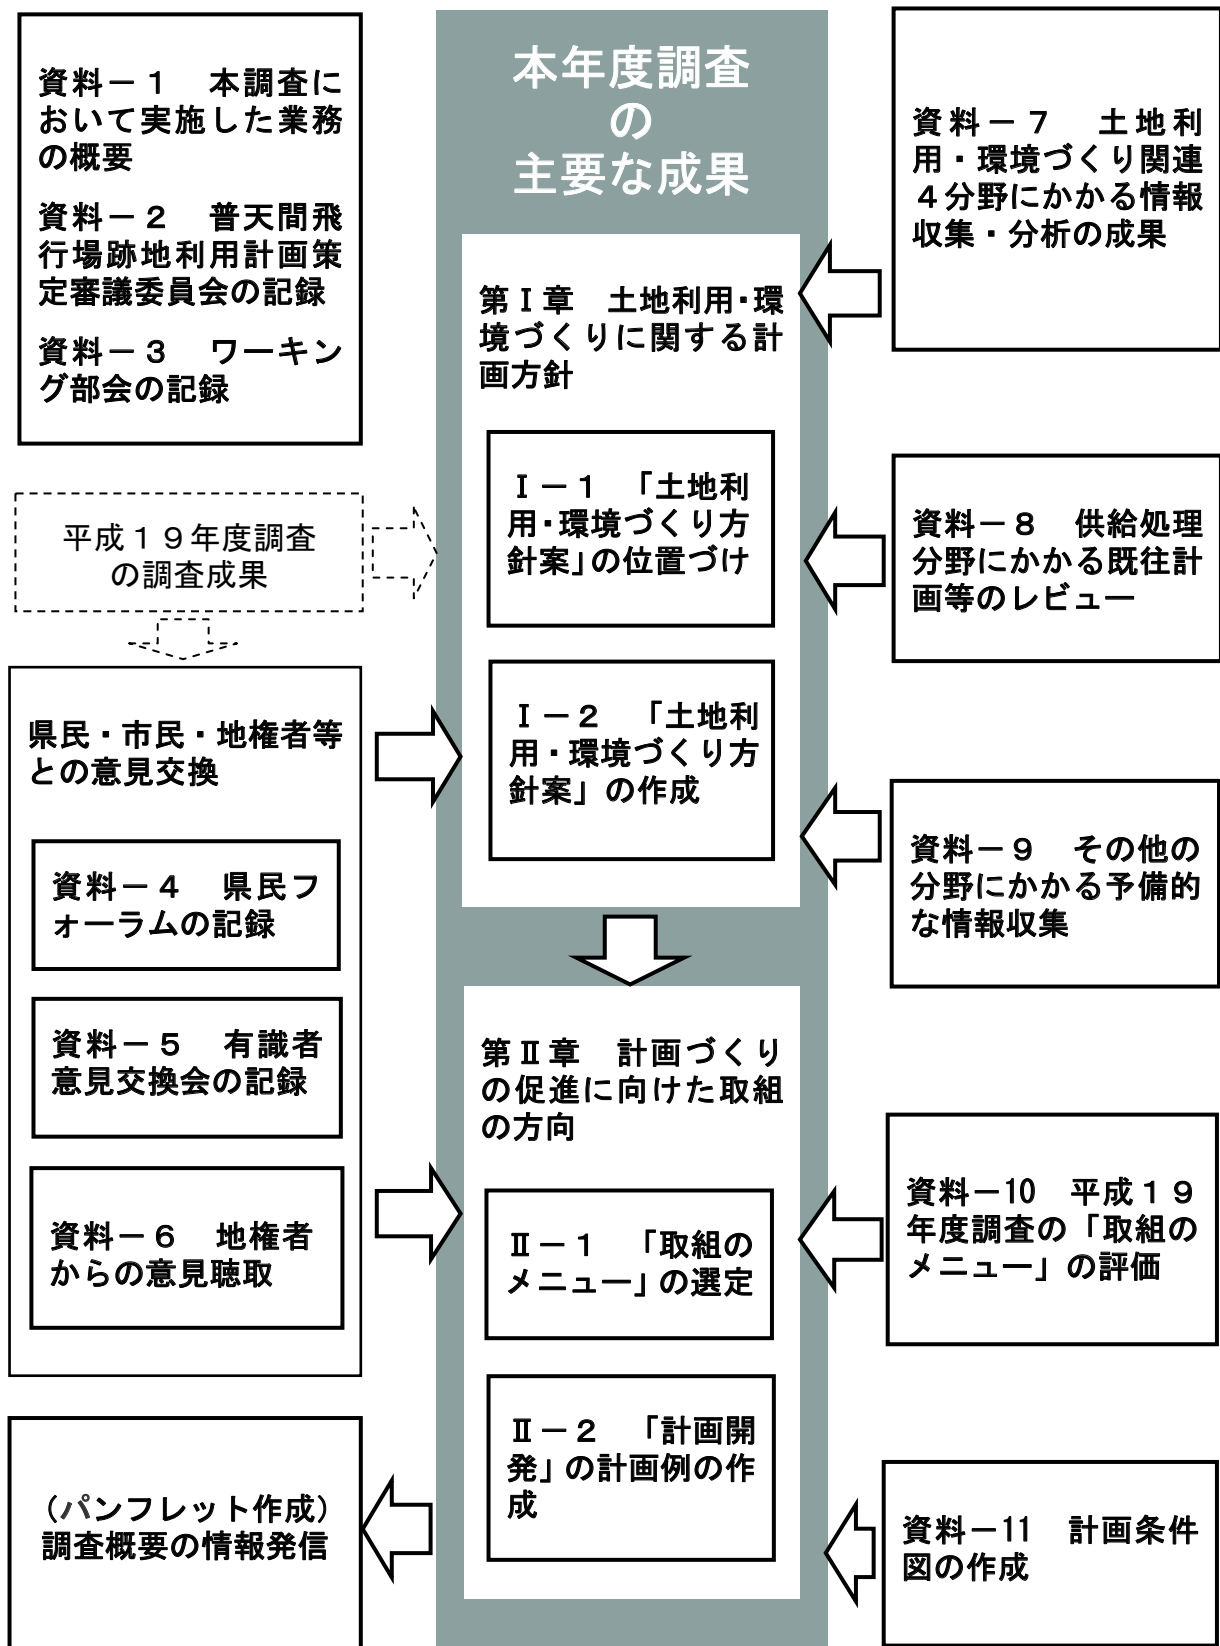 資料－１　本調査に
おいて実施した業務
の概要
資料－２　普天間飛
行場跡地利用計画策
定審議委員会の記録
資料－３　ワーキン
グ部会の記録
平成１９年度調査
の調査成果
県民・市民・地権者等
との意見交換
資料－４　県民フ
ォーラムの記録
資料－５　有識者
意見交換会の記録
資料－６　地権者
からの意見聴取
（パンフレット作成）
調査概要の情報発信
本年度調査
の
主要な成果
第Ⅰ章　土地利用・環
境づくりに関する計
画方針
Ⅰ－１　「土地利
用・環境づくり方
針案」の位置づけ
Ⅰ－２　「土地利
用・環境づくり方
針案」の作成
第Ⅱ章　計画づくり
の促進に向けた取組
の方向
Ⅱ－１　「取組の
メニュー」の選定
Ⅱ－２　「計画開
発」の計画例の作
成
資料－７　土地利
用・環境づくり関連
４分野にかかる情報
収集・分析の成果
資料－８　供給処理
分野にかかる既往計
画等のレビュー
資料－９　その他の
分野にかかる予備的
な情報収集
資料－10　平成１９
年度調査の「取組の
メニュー」の評価
資料－11　計画条件
図の作成